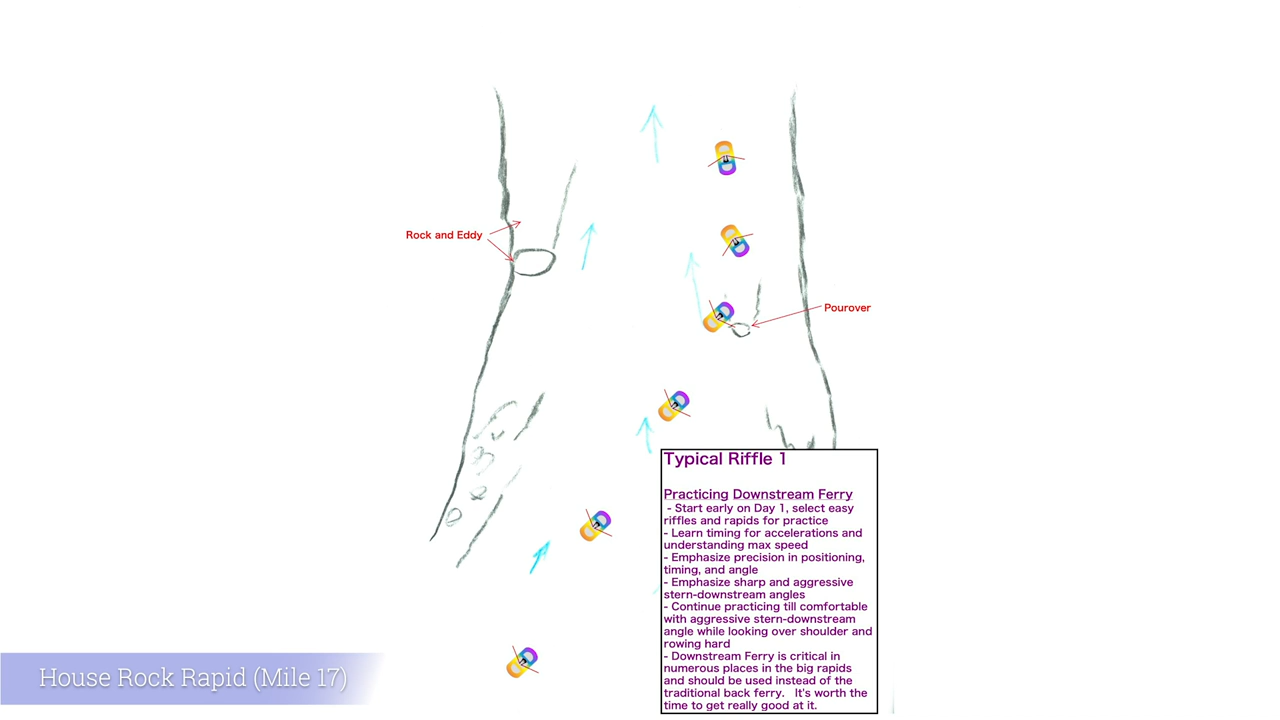 Rock and Eddy
Pourover
Typical Riffle 1
Practicing Downstream Ferry
- Start early on Day 1, select easy
riffles and rapids for practice
- Learn timing for accelerations and
understanding max speed
- Emphasize precision in positioning,
timing, and angle
- Emphasize sharp and aggressive
stern-downstream angles
- Continue practicing till comfortable
with aggressive stern-downstream
angle while looking over shoulder and
rowing hard
- Downstream Ferry is critical in
numerous places in the big rapids
and should be used instead of the
traditional back ferry. It's worth the
time to get really good at it.
House Rock Rapid (Mile 17)